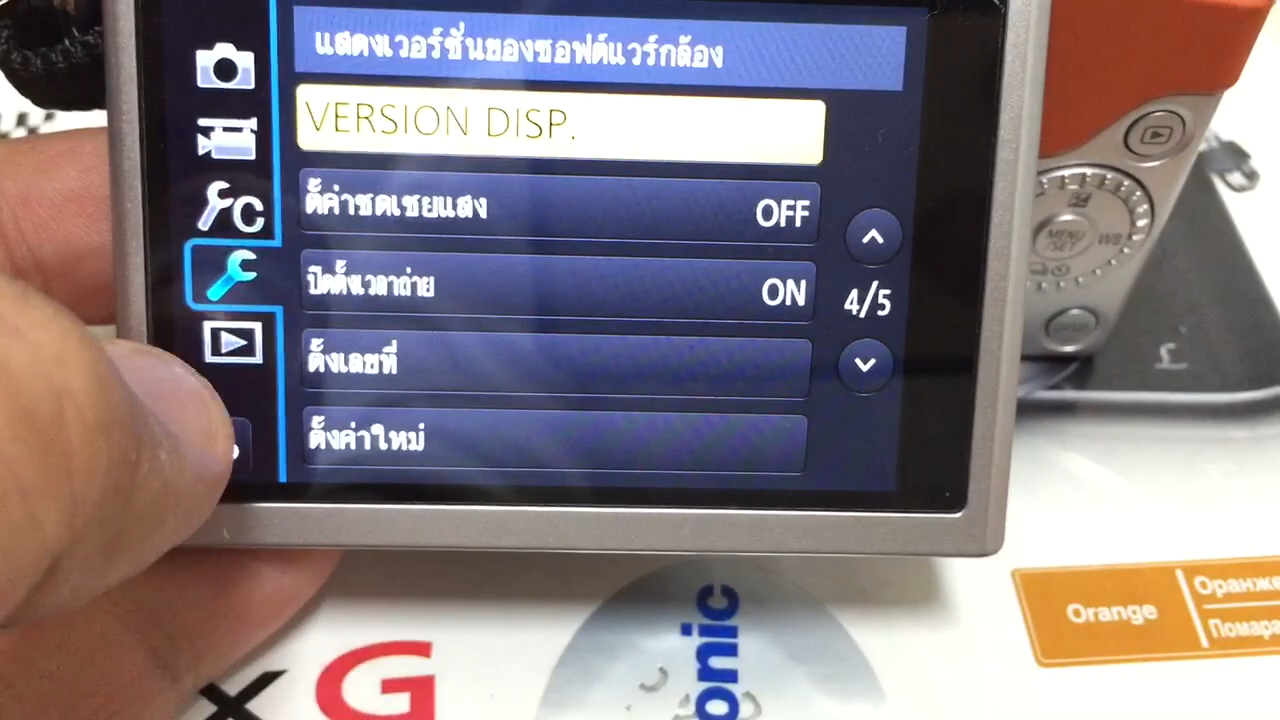 แสดงเวอร์ชั่นของซอฟต์แวร์กล้อง
VERSION DISP.
ตั้ค่าชดเชยแสง OFF
ปิดตั้งเวลาถ่าย ON
ตั้งเลขที่
ตั้งค่าใหม่
C
4/5
MENU
/SET
WB
Orange
xG
onic